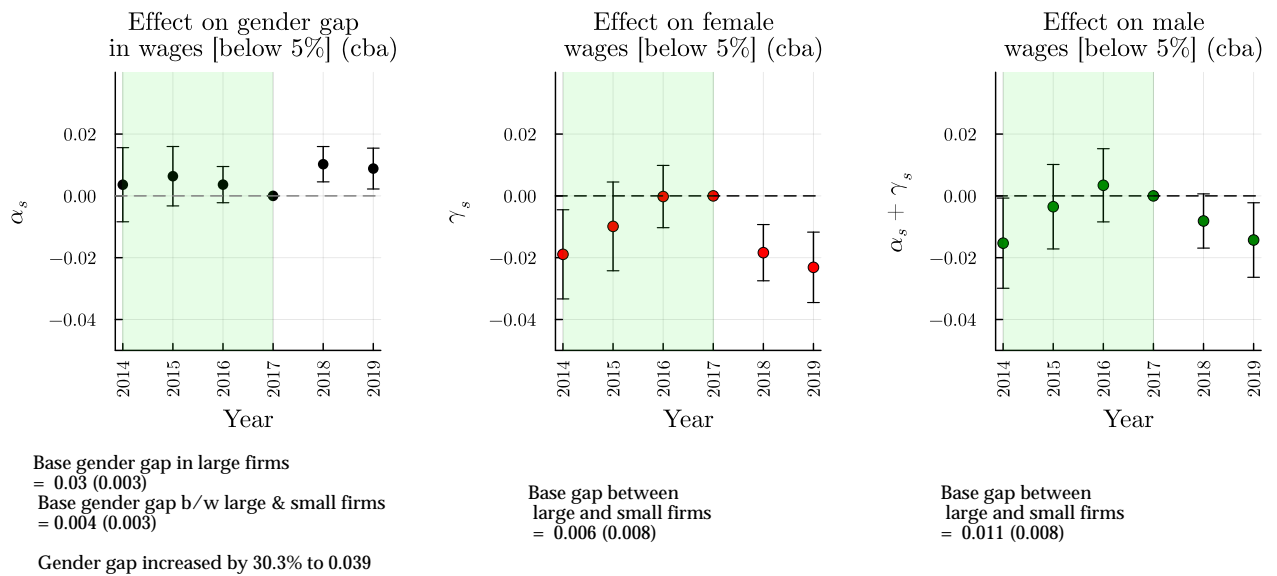 Effect on gender gap
in wages [below 5%] (cba)
0.02
0.00
−0.02
−0.04
α_s
2014
2015
2016
2017
2018
2019
Year
Base gender gap in large firms
= 0.03 (0.003)
Base gender gap b/w large & small firms
= 0.004 (0.003)
Gender gap increased by 30.3% to 0.039
Effect on female
wages [below 5%] (cba)
0.02
0.00
−0.02
−0.04
γ_s
2014
2015
2016
2017
2018
2019
Year
Base gap between
large and small firms
= 0.006 (0.008)
Effect on male
wages [below 5%] (cba)
0.02
0.00
−0.02
−0.04
α_s + γ_s
2014
2015
2016
2017
2018
2019
Year
Base gap between
large and small firms
= 0.011 (0.008)